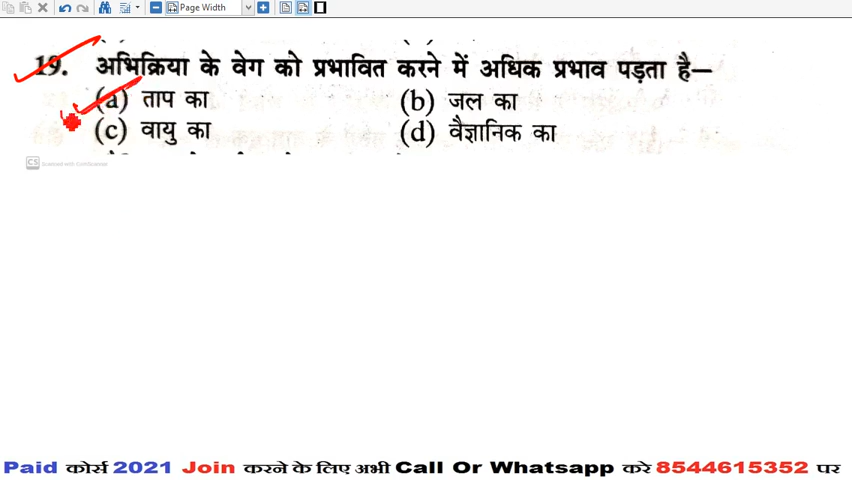 Page Width
19. अभिक्रिया के वेग को प्रभावित करने में अधिक प्रभाव पड़ता है—
(a) ताप का (b) जल का
(c) वायु का (d) वैज्ञानिक का
CS Scanned with CamScanner
Paid कोर्स 2021 Join करने के लिए अभी Call Or Whatsapp करे 8544615352 पर